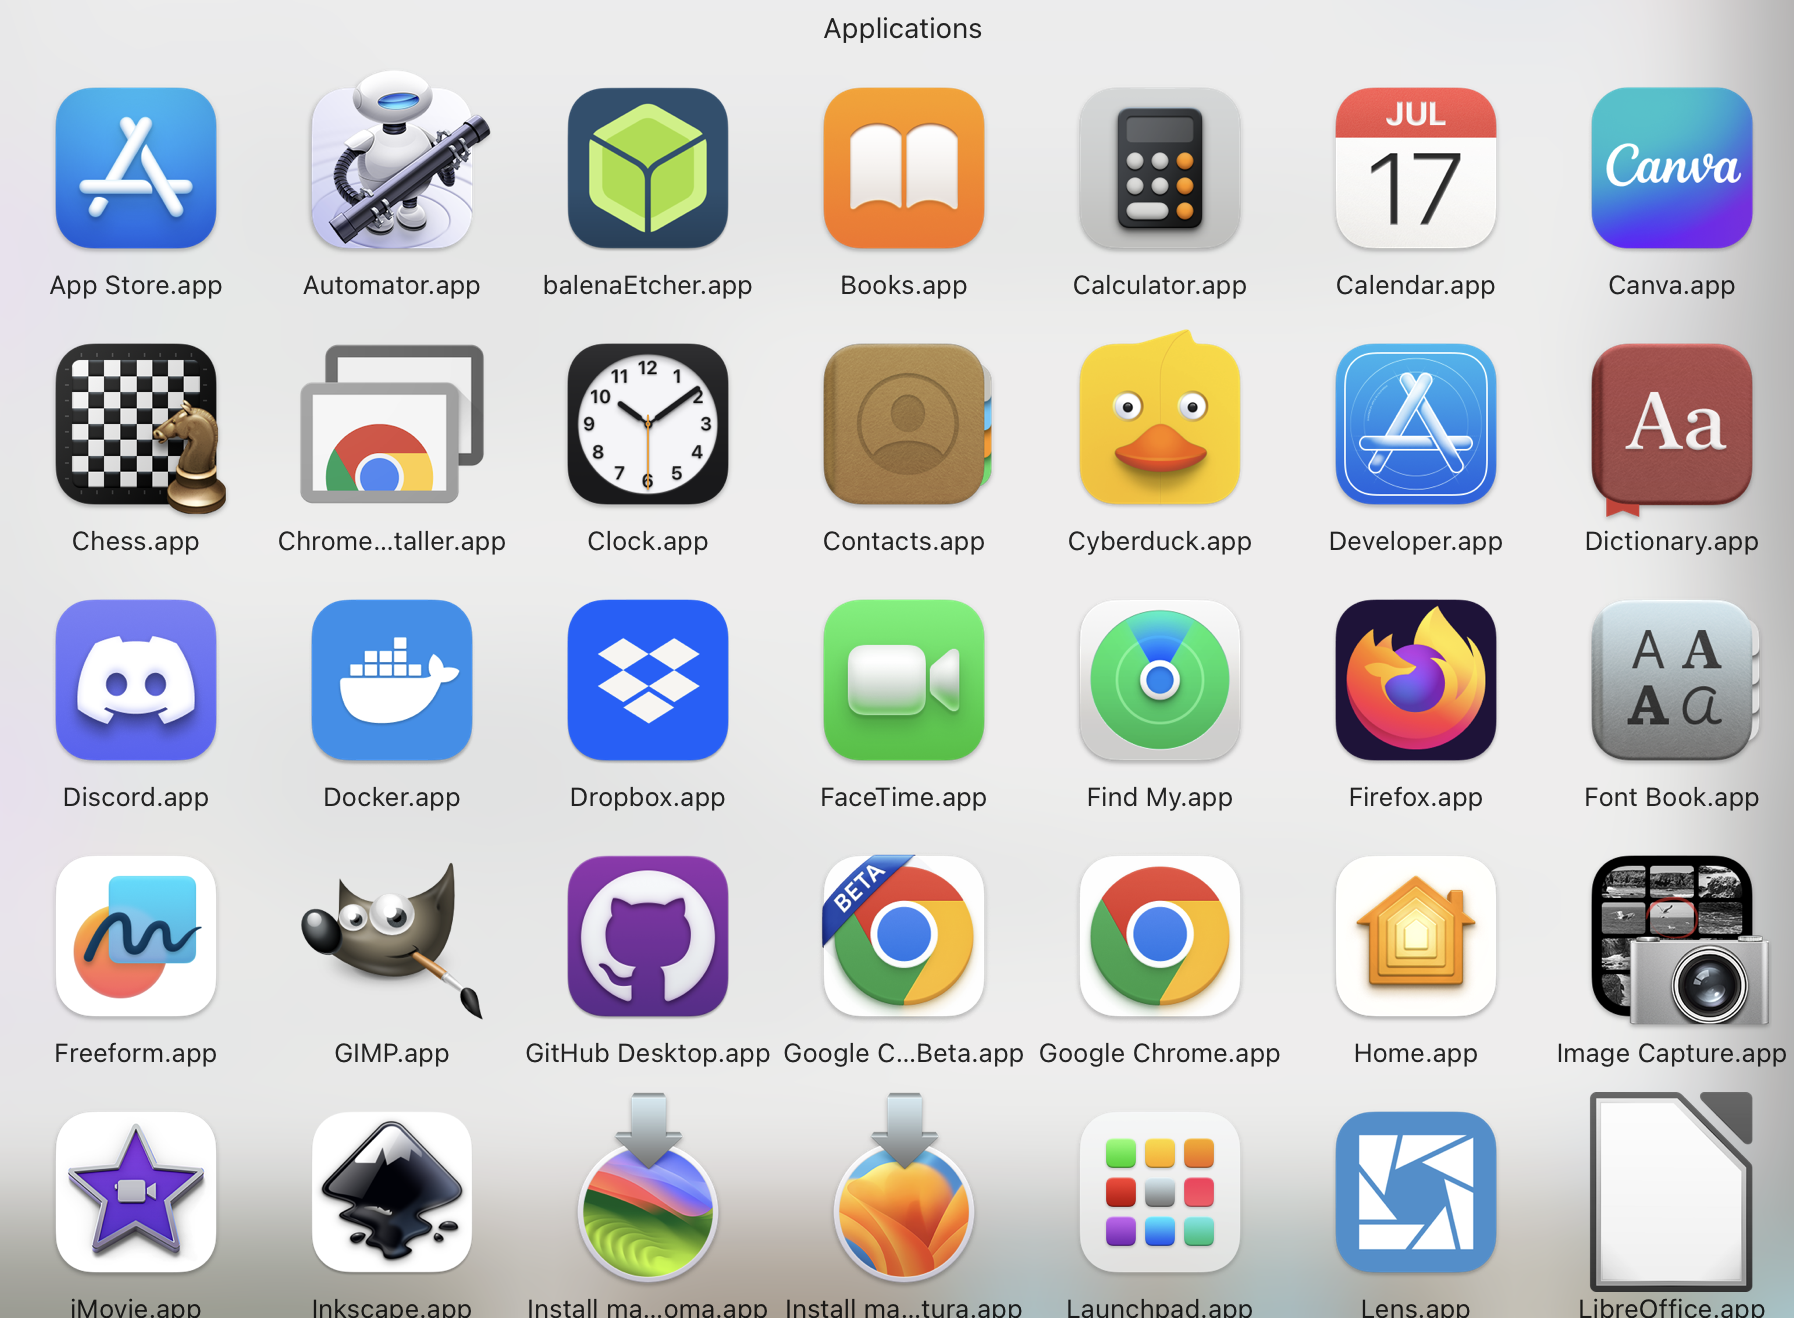 Applications
JUL
17
Canva
App Store.app
Automator.app
balenaEtcher.app
Books.app
Calculator.app
Calendar.app
Canva.app
12
11 1
10 2
9 3
8 4
7 5
6
Aa
Chess.app
Chrome...taller.app
Clock.app
Contacts.app
Cyberduck.app
Developer.app
Dictionary.app
A A
A a
Discord.app
Docker.app
Dropbox.app
FaceTime.app
Find My.app
Firefox.app
Font Book.app
BETA
Freeform.app
GIMP.app
GitHub Desktop.app
Google C...Beta.app
Google Chrome.app
Home.app
Image Capture.app
iMovie.app
Inkscape.app
Install ma...oma.app
Install ma...tura.app
Launchpad.app
Lens.app
LibreOffice.app